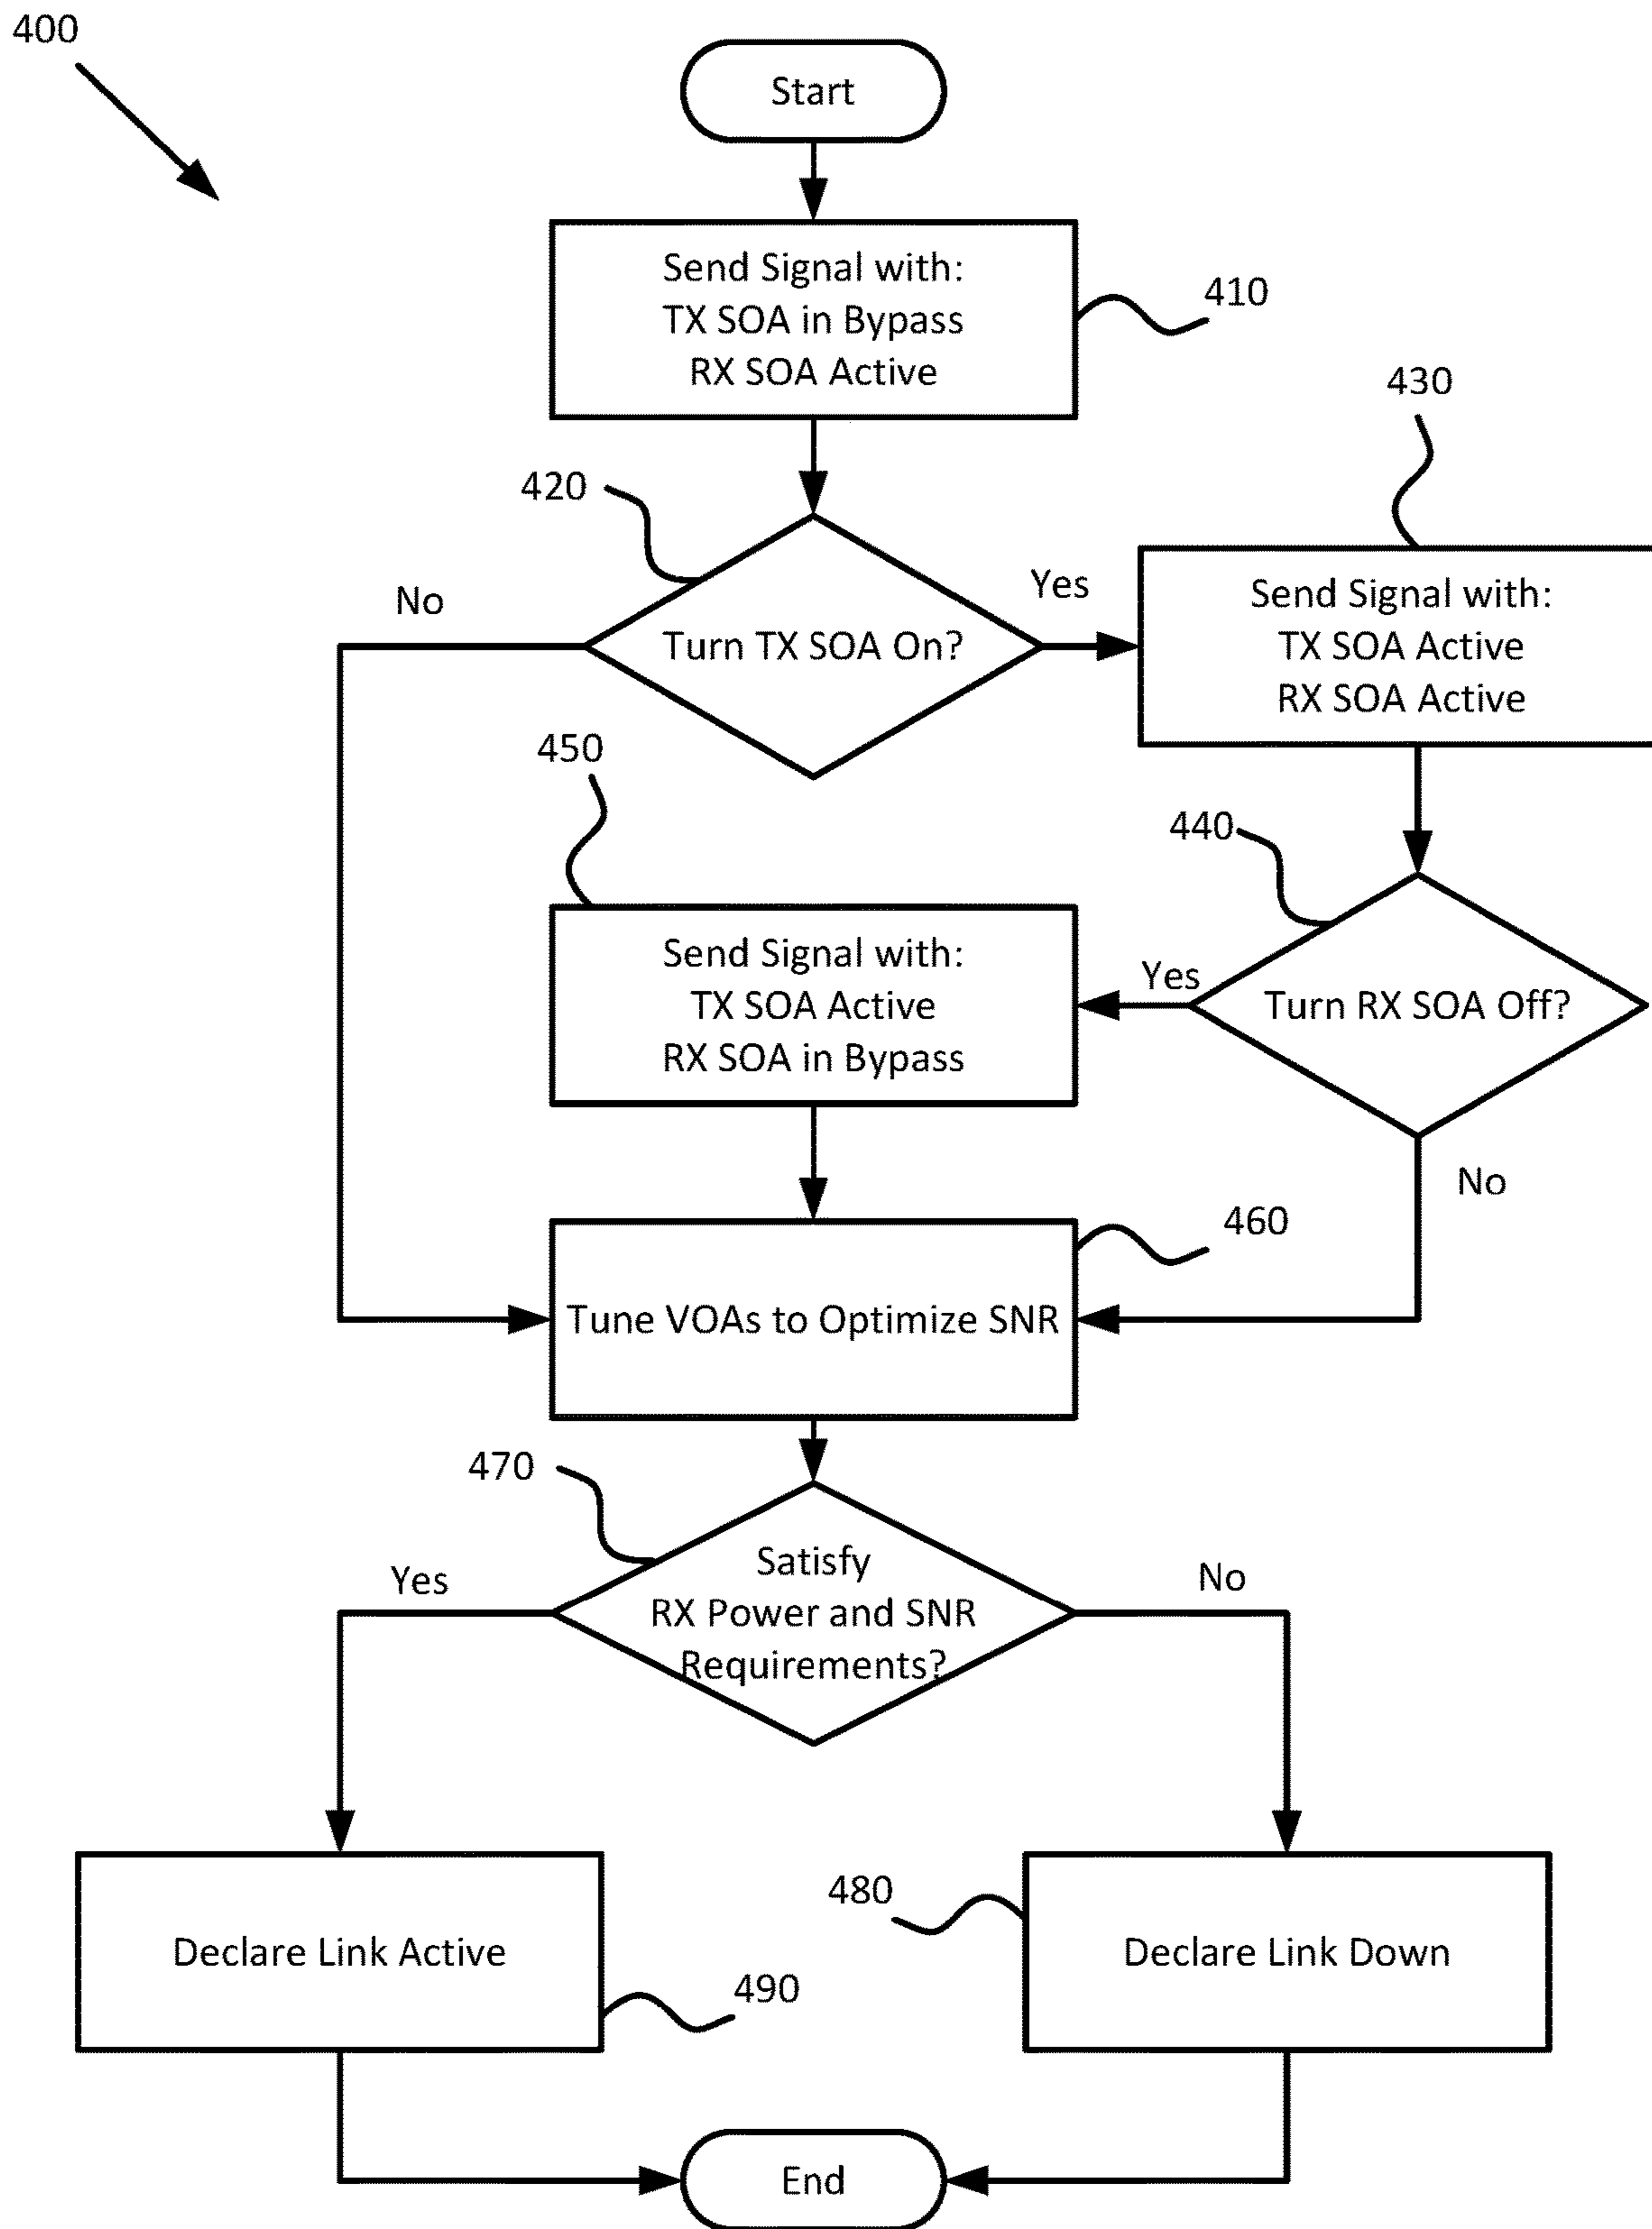 400
Start
Send Signal with:
TX SOA in Bypass
RX SOA Active
410
430
420
No
Yes
Turn TX SOA On?
Send Signal with:
TX SOA Active
RX SOA Active
450
440
Send Signal with:
TX SOA Active
RX SOA in Bypass
Yes
Turn RX SOA Off?
No
460
Tune VOAs to Optimize SNR
470
Yes
Satisfy
RX Power and SNR
Requirements?
No
480
Declare Link Active
Declare Link Down
490
End